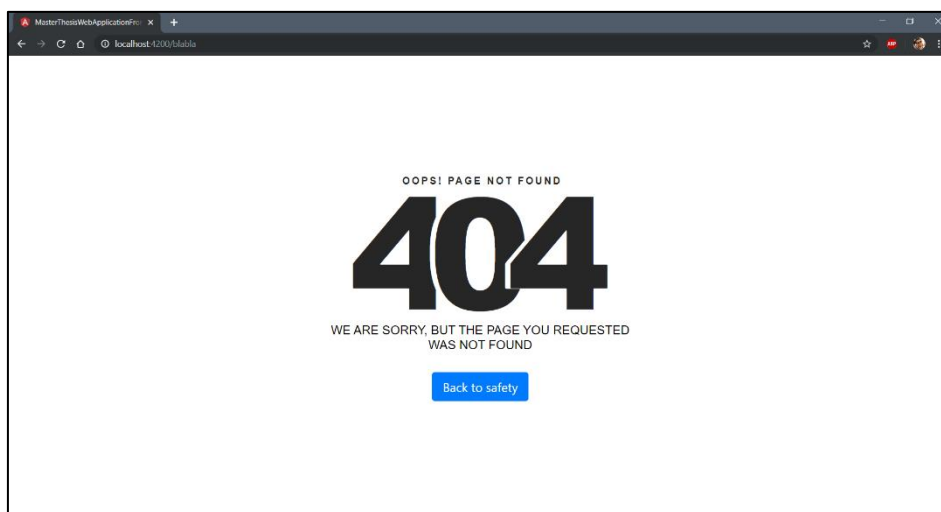 MasterThesisWebApplicationFro
localhost:4200/blabla
ABP
OOPS! PAGE NOT FOUND
404
WE ARE SORRY, BUT THE PAGE YOU REQUESTED
WAS NOT FOUND
Back to safety